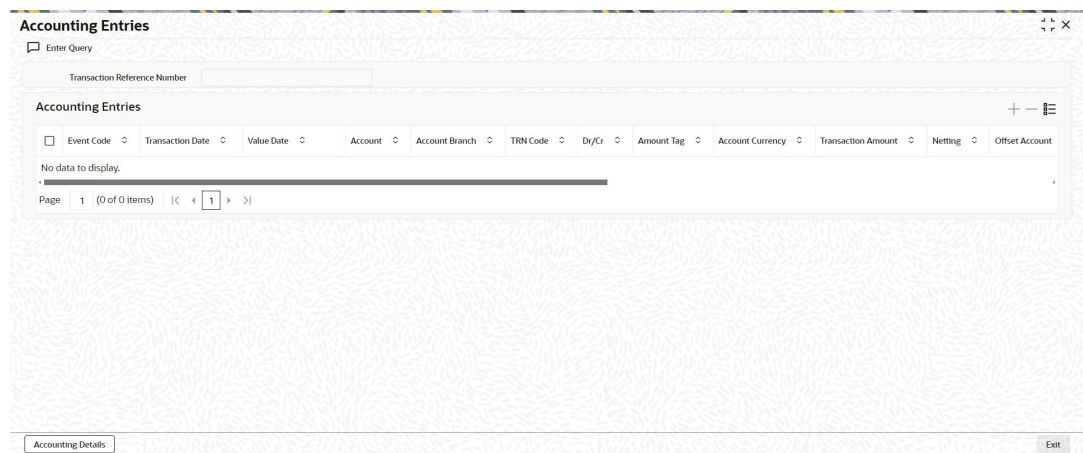 Accounting Entries
Enter Query
Transaction Reference Number
Accounting Entries
Event Code Transaction Date Value Date Account Account Branch TRN Code Dr/Cr Amount Tag Account Currency Transaction Amount Netting Offset Account
No data to display.
Page 1 (0 of 0 items) 1
Accounting Details Exit